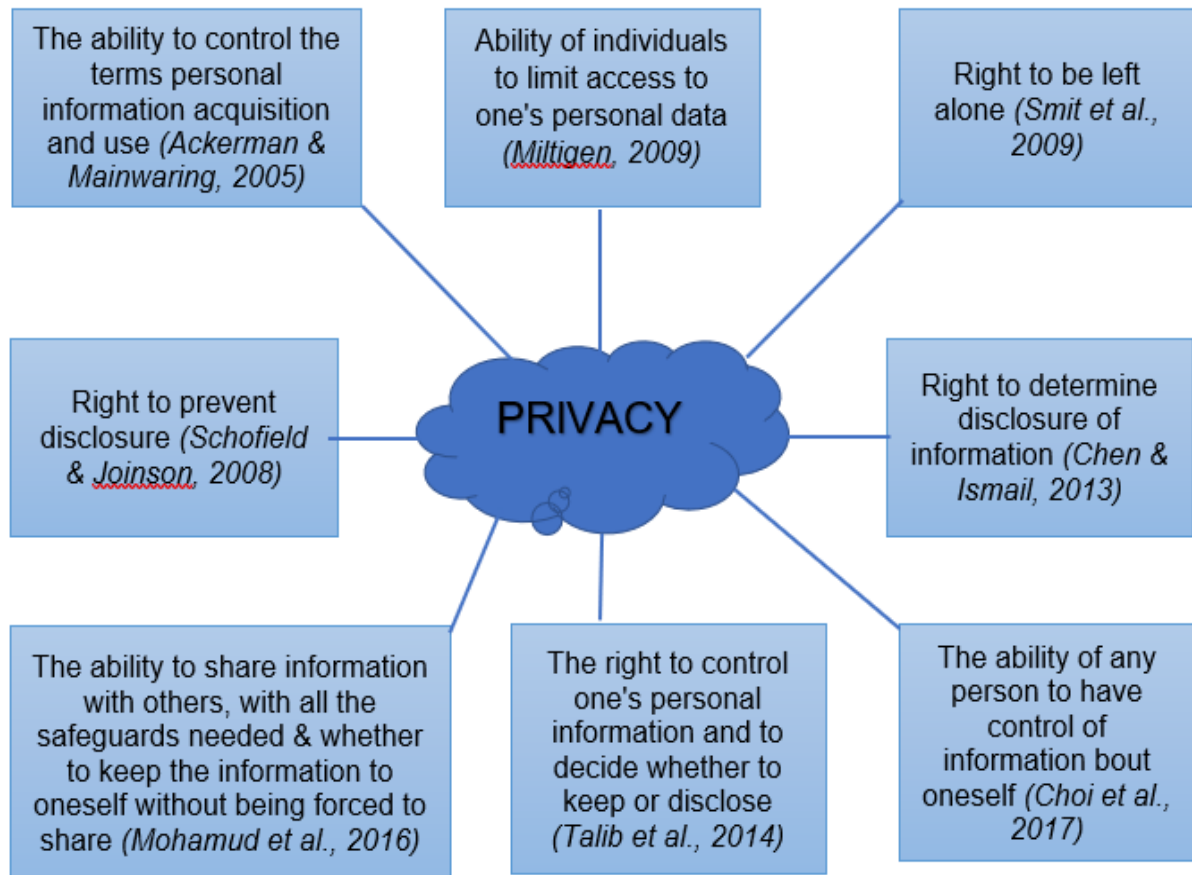 The ability to control the
terms personal
information acquisition
and use (Ackerman &
Mainwaring, 2005)
Ability of individuals
to limit access to
one's personal data
(Miltigen, 2009)
Right to be left
alone (Smit et al.,
2009)
Right to prevent
disclosure (Schofield
& Joinson, 2008)
PRIVACY
Right to determine
disclosure of
information (Chen &
Ismail, 2013)
The ability to share information
with others, with all the
safeguards needed & whether
to keep the information to
oneself without being forced to
share (Mohamud et al., 2016)
The right to control
one's personal
information and to
decide whether to
keep or disclose
(Talib et al., 2014)
The ability of any
person to have
control of
information bout
oneself (Choi et al.,
2017)